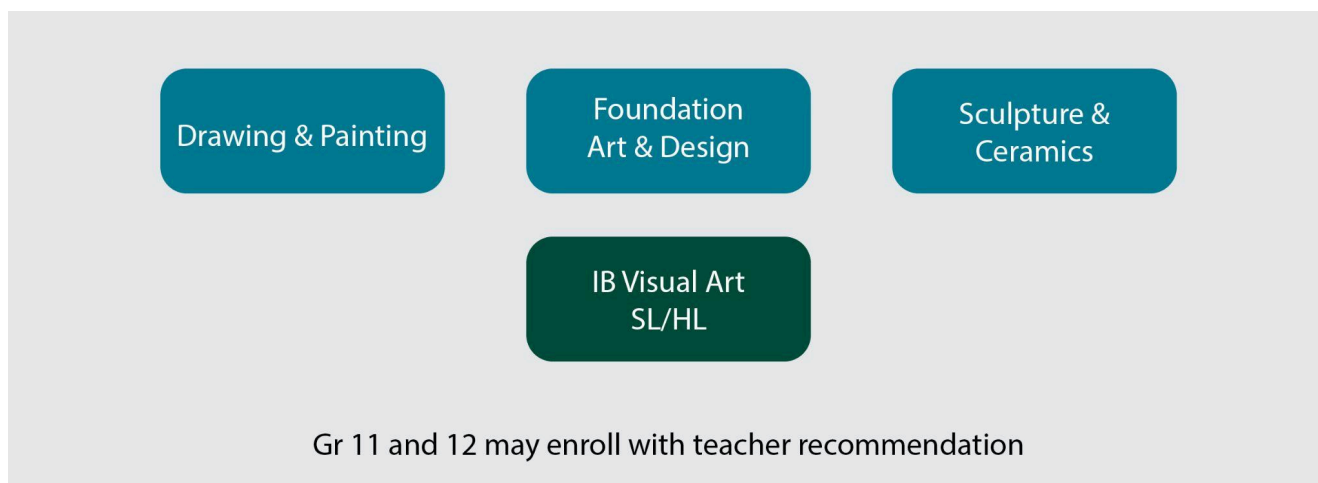 Drawing & Painting
Foundation
Art & Design
Sculpture &
Ceramics
IB Visual Art
SL/HL
Gr 11 and 12 may enroll with teacher recommendation